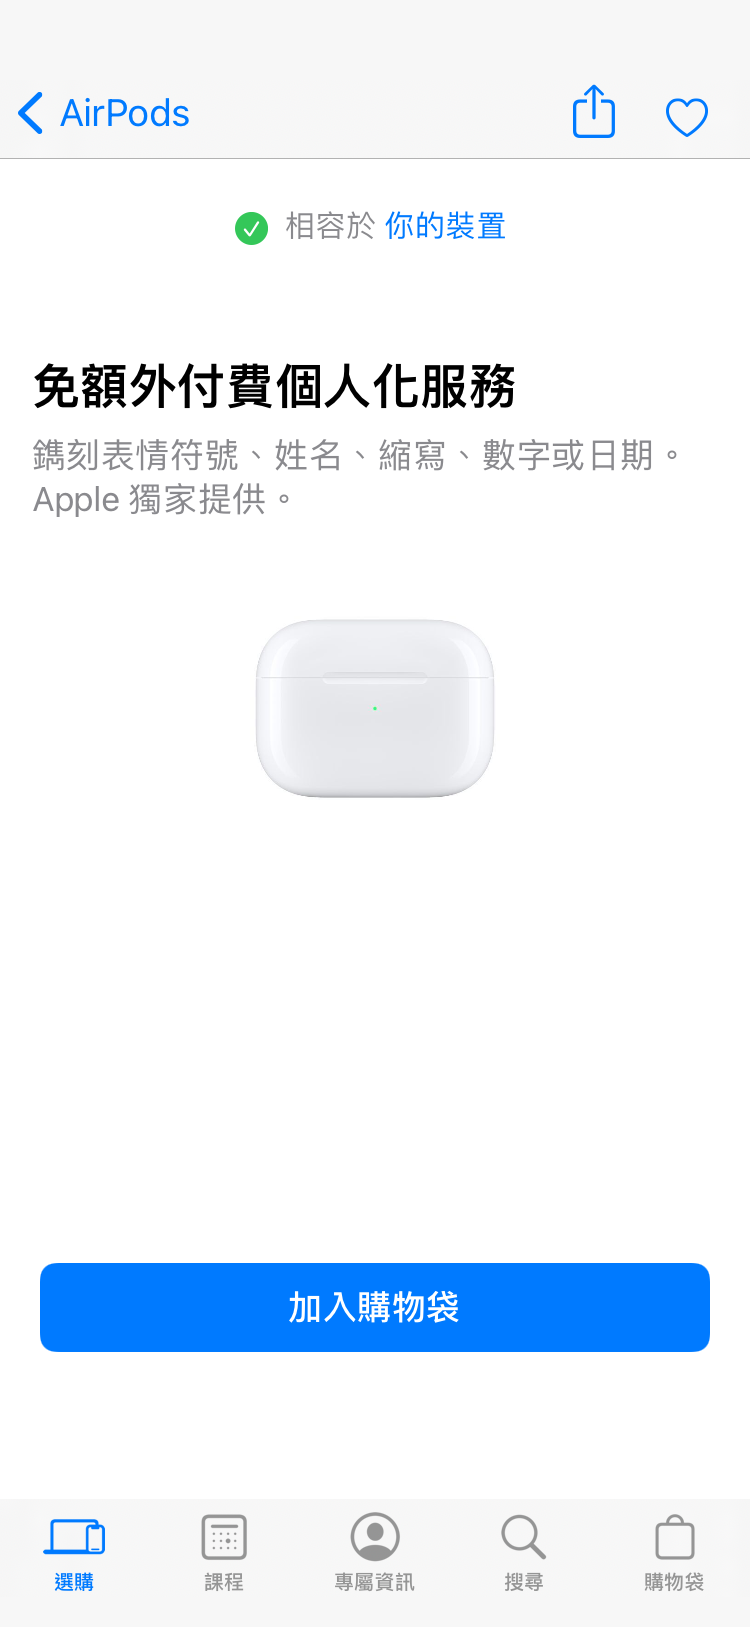 AirPods
相容於 你的裝置
免額外付費個人化服務
鐫刻表情符號、姓名、縮寫、數字或日期。
Apple 獨家提供。
加入購物袋
選購
課程
專屬資訊
搜尋
購物袋